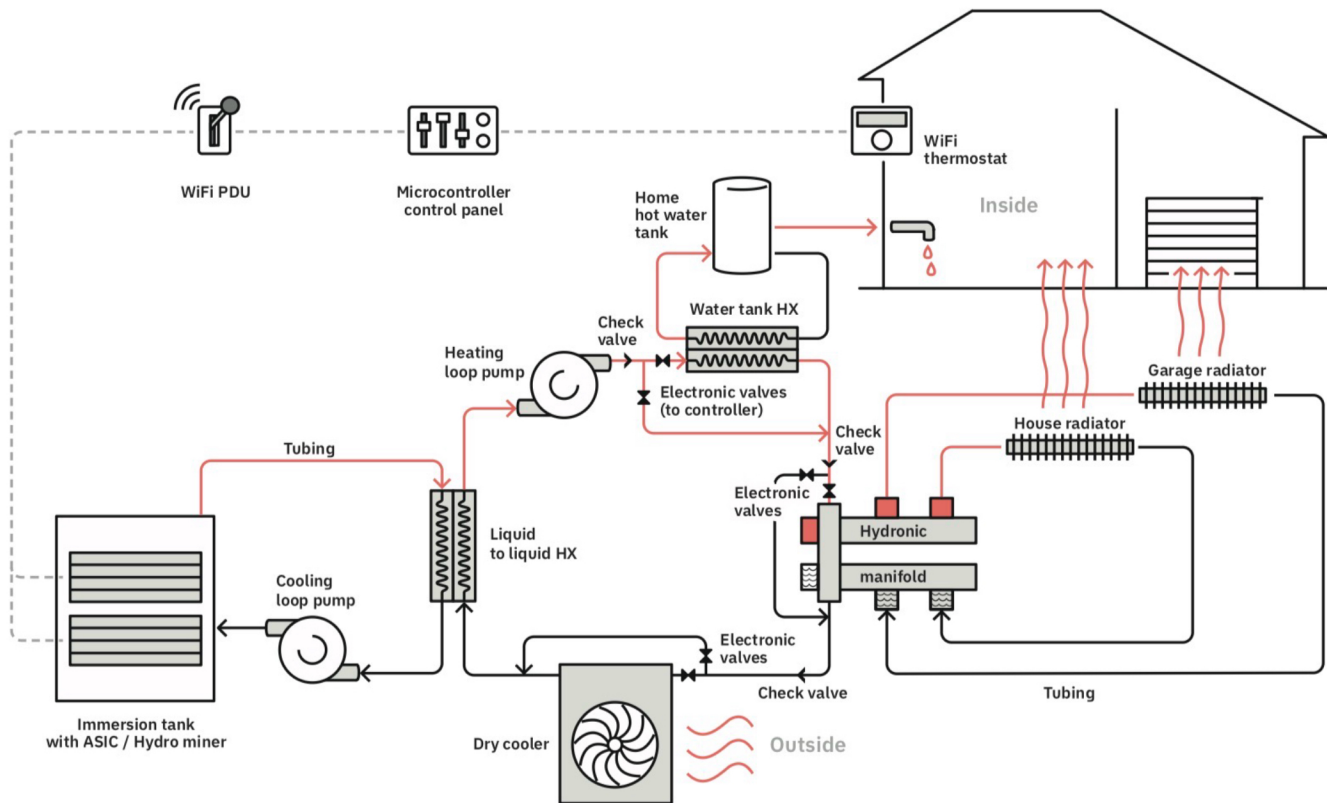 WiFi PDU
Microcontroller
control panel
WiFi
thermostat
Inside
Home
hot water
tank
Water tank HX
Check
valve
Heating
loop pump
Electronic valves
(to controller)
Garage radiator
House radiator
Check
valve
Tubing
Electronic
valves
Hydronic
manifold
Liquid
to liquid HX
Cooling
loop pump
Electronic
valves
Check valve
Tubing
Immersion tank
with ASIC / Hydro miner
Dry cooler
Outside